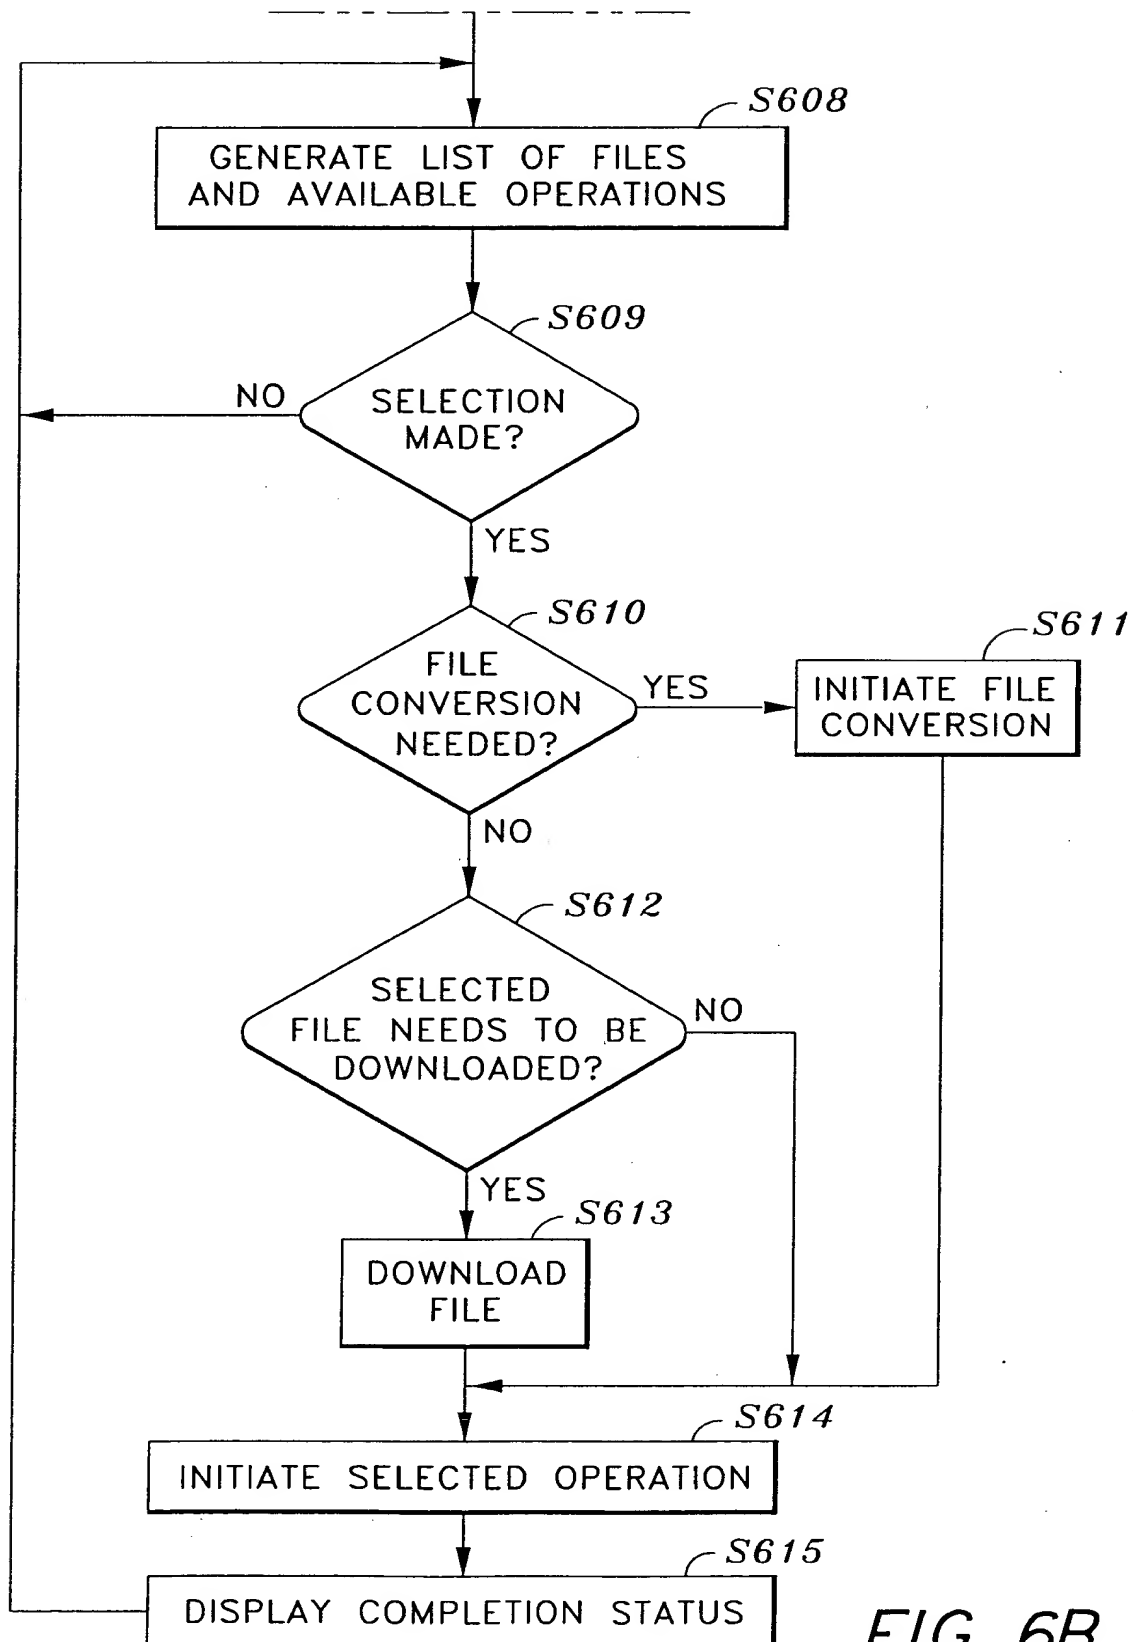 S608
GENERATE LIST OF FILES
AND AVAILABLE OPERATIONS
S609
SELECTION
MADE?
NO
YES
S610
FILE
CONVERSION
NEEDED?
YES
S611
INITIATE FILE
CONVERSION
NO
S612
SELECTED
FILE NEEDS TO BE
DOWNLOADED?
NO
YES
S613
DOWNLOAD
FILE
S614
INITIATE SELECTED OPERATION
S615
DISPLAY COMPLETION STATUS
FIG. 6B